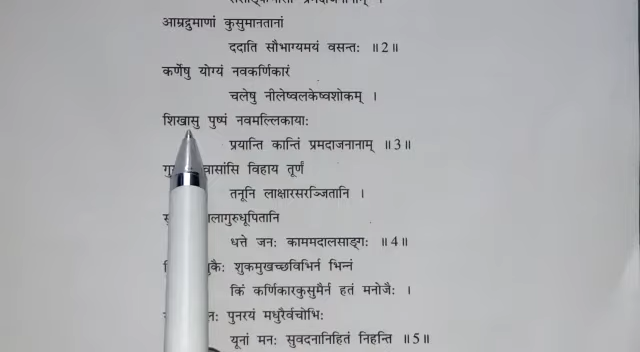 आम्रद्रुमाणां कुसुमानतानां
ददाति सौभाग्यमयं वसन्तः ॥2॥
कर्णेषु योग्यं नवकर्णिकारं
चलेषु नीलेष्वलकेष्वशोकम् ।
शिखासु पुष्पं नवमल्लिकायाः
प्रयान्ति कान्तिं प्रमदाजनानाम् ॥3॥
विहाय तूर्णं
तनूनि लाक्षारसरञ्जितानि ।
धत्ते जनः काममदालसाङ्गः ॥4॥
शुकमुखच्छविभिर्न भिन्नं
किं कर्णिकारकुसुमैर्न हतं मनोजैः ।
पुनरयं मधुरैर्वचोभिः
यूनां मनः सुवदनानिहितं निहन्ति ॥5॥